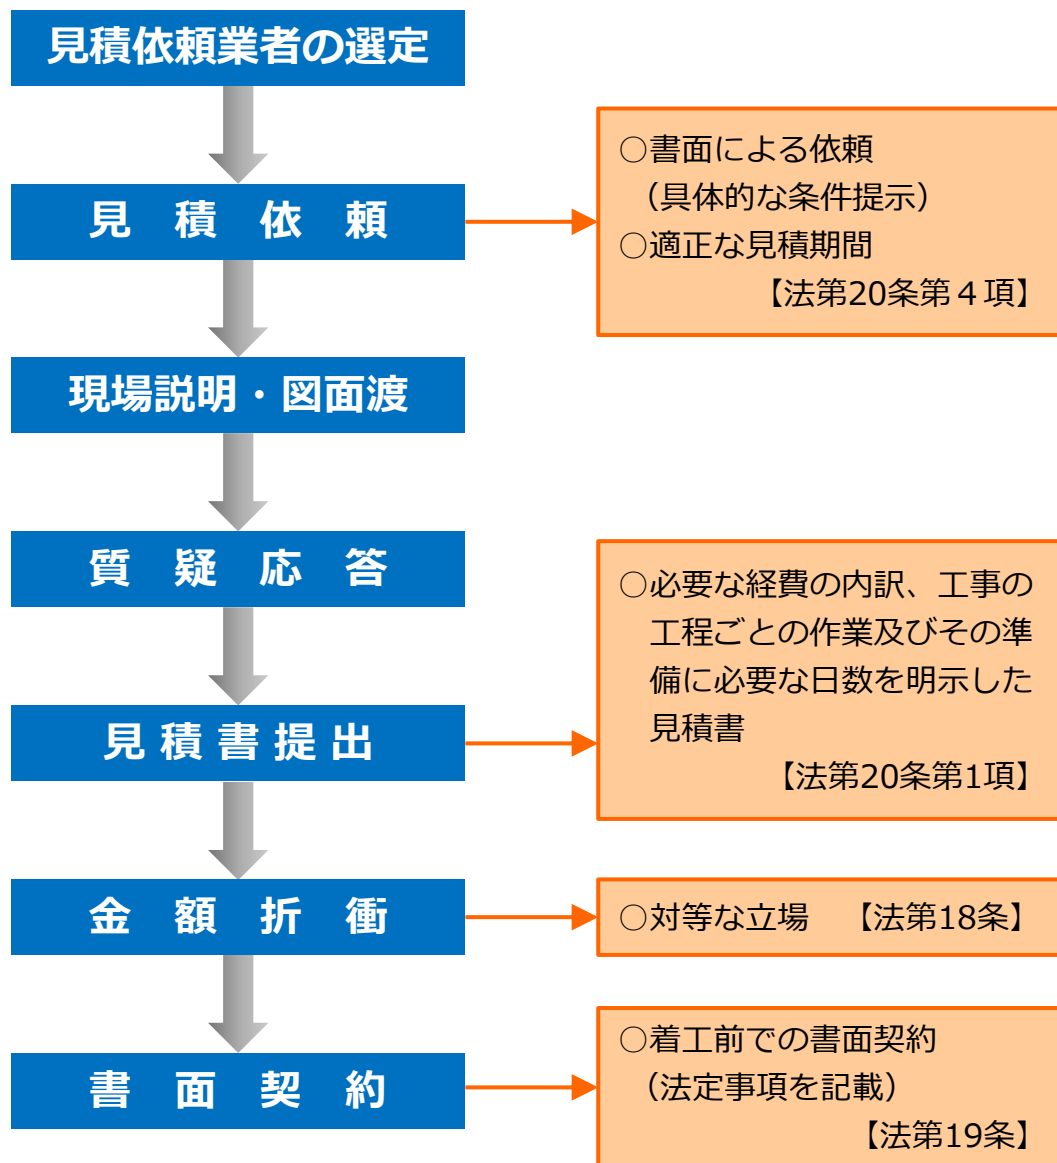 見積依頼業者の選定
見積依頼
○書面による依頼
（具体的な条件提示）
○適正な見積期間
【法第20条第４項】
現場説明・図面渡
質疑応答
見積書提出
○必要な経費の内訳、工事の
工程ごとの作業及びその準
備に必要な日数を明示した
見積書
【法第20条第1項】
金額折衝
○対等な立場　【法第18条】
書面契約
○着工前での書面契約
（法定事項を記載）
【法第19条】